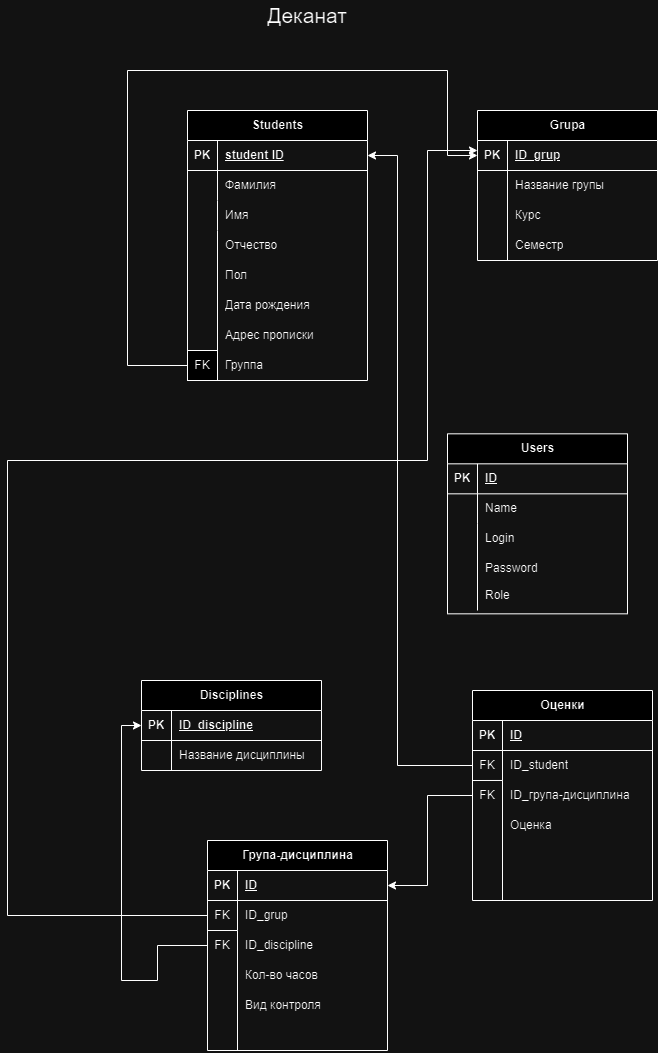 Деканат
Students
PK student ID
Фамилия
Имя
Отчество
Пол
Дата рождения
Адрес прописки
FK Группа
Grupa
PK ID_grup
Название групы
Курс
Семестр
Users
PK ID
Name
Login
Password
Role
Disciplines
PK ID_discipline
Название дисциплины
Оценки
PK ID
FK ID_student
FK ID_група-дисциплина
Оценка
Група-дисциплина
PK ID
FK ID_grup
FK ID_discipline
Кол-во часов
Вид контроля